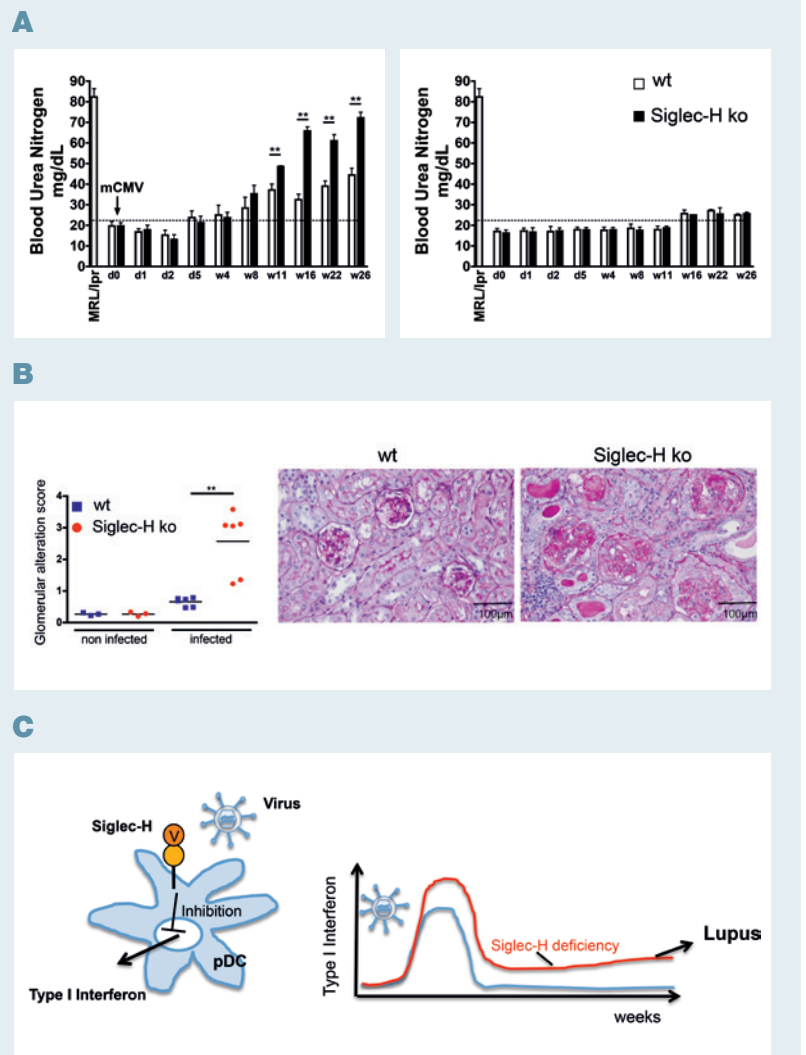 A
90
80
70
60
50
40
30
20
10
0
Blood Urea Nitrogen
mg/dL
mCMV
**
**
**
**
MRL/lpr
d0 d1 d2 d5 w4 w8 w11 w16 w22 w26
90
80
70
60
50
40
30
20
10
0
Blood Urea Nitrogen
mg/dL
wt
Siglec-H ko
MRL/lpr
d0 d1 d2 d5 w4 w8 w11 w16 w22 w26
B
Glomerular alteration score
4
3
2
1
0
wt
Siglec-H ko
**
non infected infected
wt
100µm
Siglec-H ko
100µm
C
Siglec-H
V
Virus
Inhibition
pDC
Type I Interferon
Type I Interferon
Siglec-H deficiency
Lupus
weeks